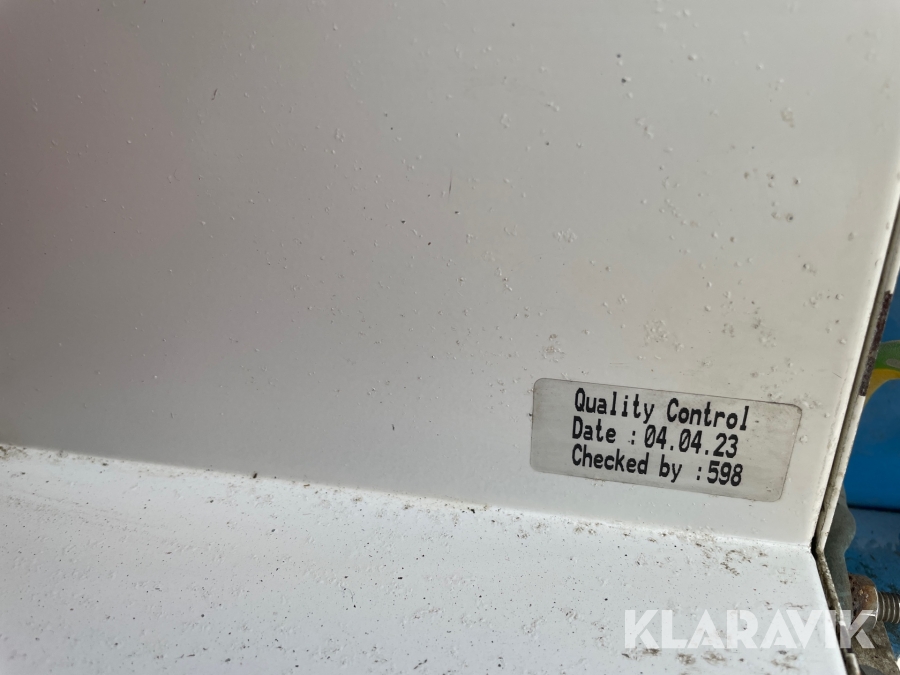 Quality Control
Date : 04.04.23
Checked by : 598
KLARAVIK